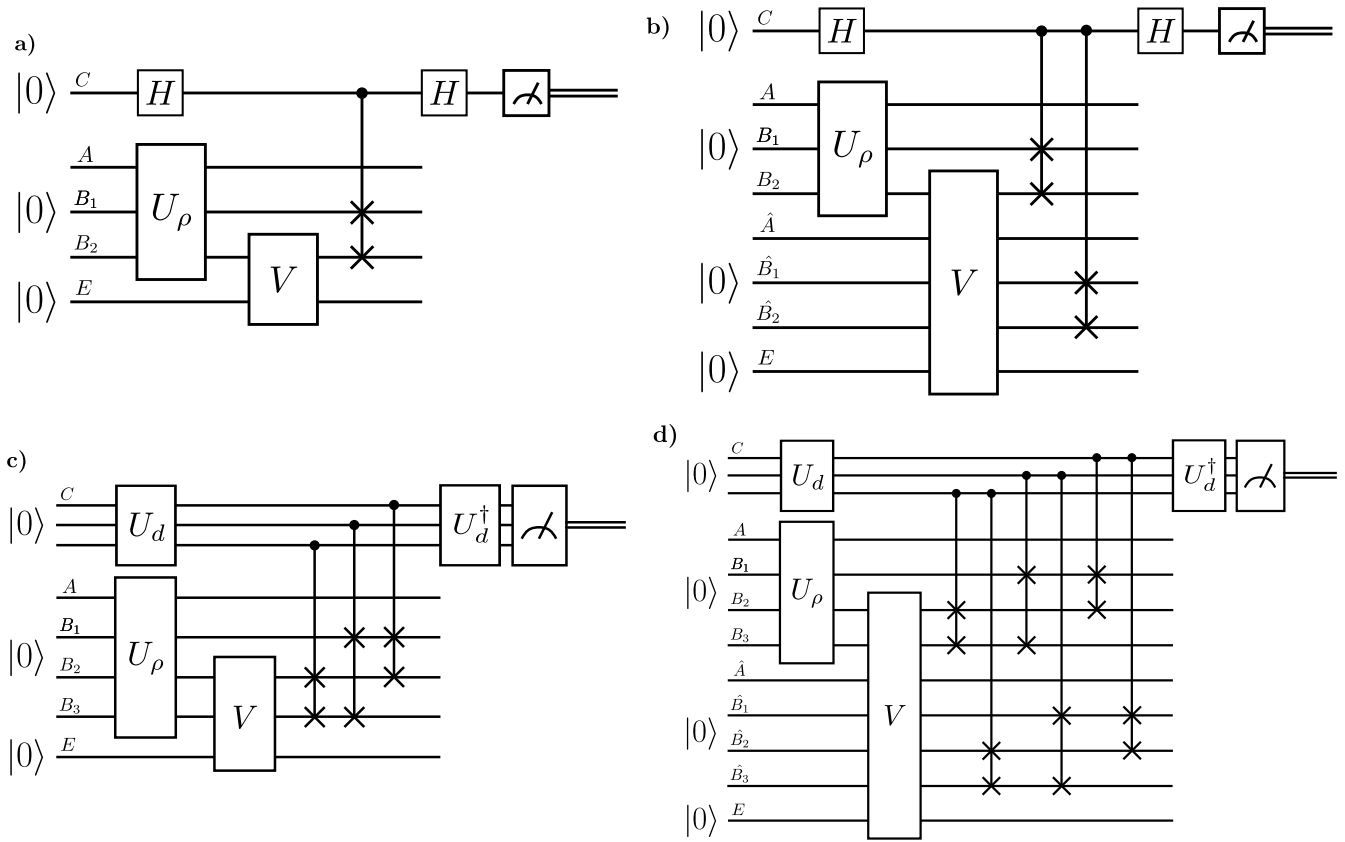 a)
|0⟩ C H H
A
|0⟩ B₁ U_ρ
B₂
V
|0⟩ E
b)
|0⟩ C H H
A
|0⟩ B₁ U_ρ
B₂
Â
|0⟩ B̂₁ V
B̂₂
|0⟩ E
c)
C
|0⟩ U_d U_d†
A
B₁
|0⟩ B₂ U_ρ
B₃ V
|0⟩ E
d)
C
|0⟩ U_d U_d†
A
B₁
|0⟩ B₂ U_ρ
B₃
Â
B̂₁ V
|0⟩ B̂₂
B̂₃
|0⟩ E